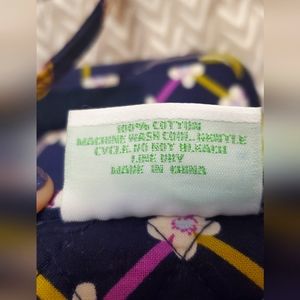 100% COTTON
MACHINE WASH COOL. GENTLE
CYCLE. DO NOT BLEACH
LINE DRY
MADE IN CHINA